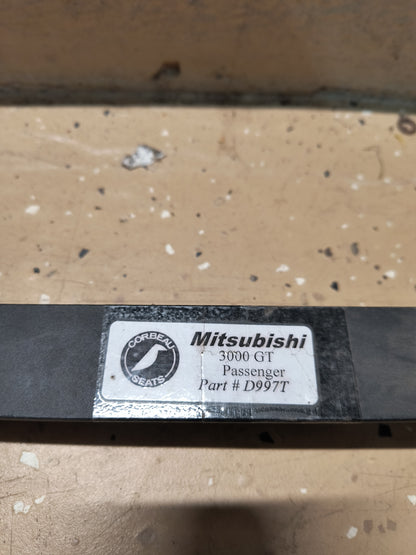 CORBEAU
SEATS
Mitsubishi
3000 GT
Passenger
Part # D997T